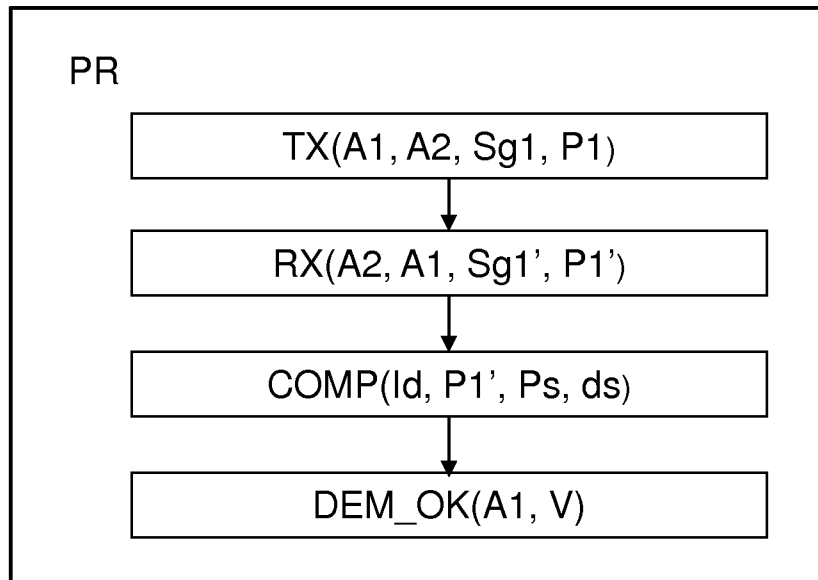 PR
TX(A1, A2, Sg1, P1)
RX(A2, A1, Sg1’, P1’)
COMP(Id, P1’, Ps, ds)
DEM_OK(A1, V)